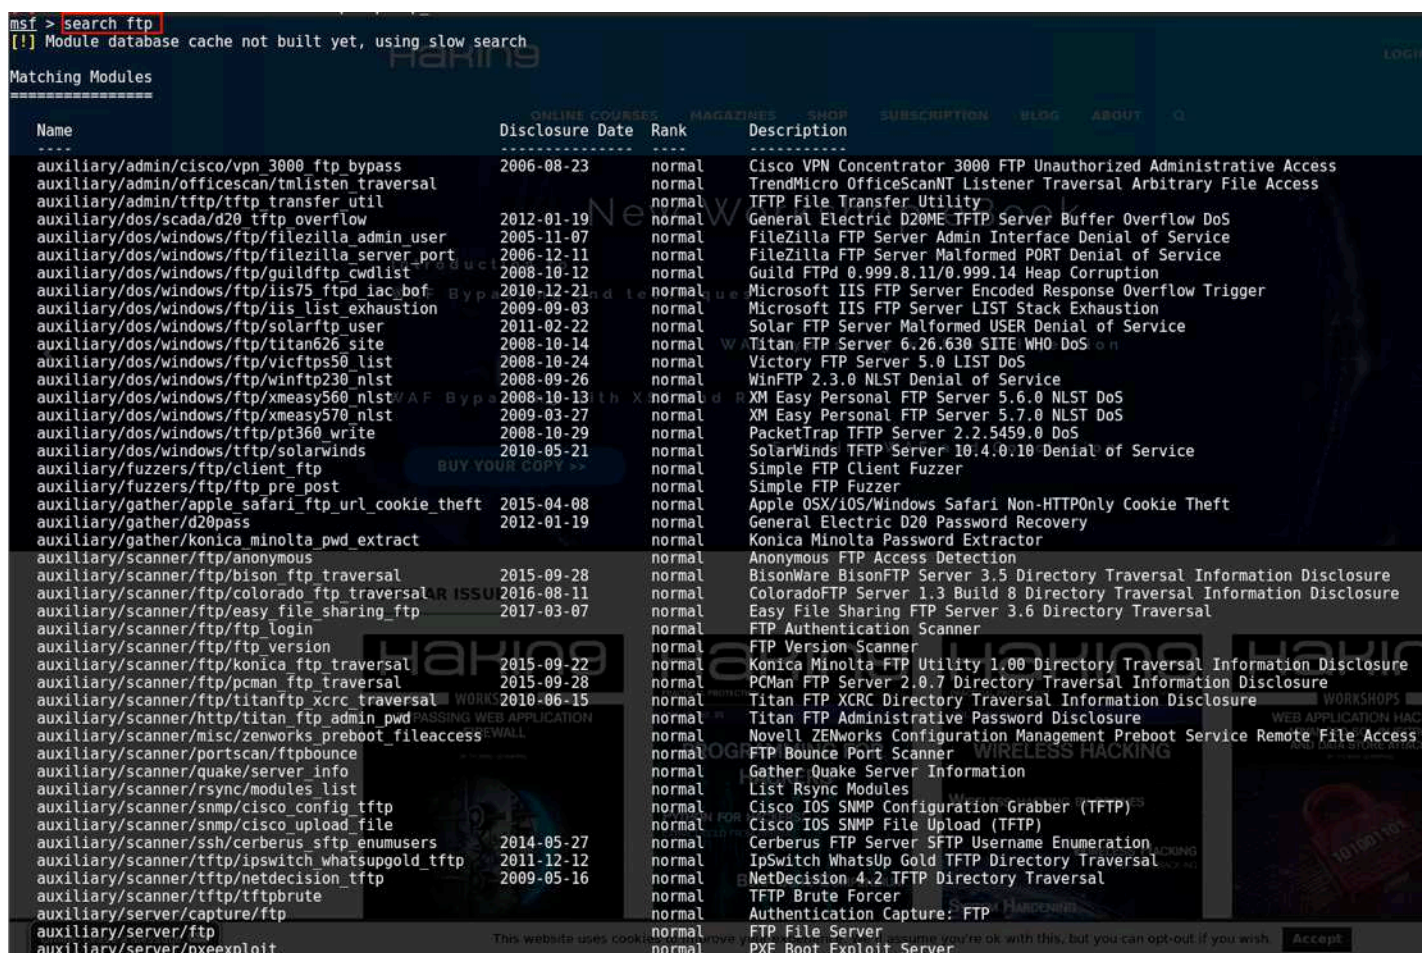 msf > search ftp
[!] Module database cache not built yet, using slow search
Matching Modules
================
Name Disclosure Date Rank Description
---- --------------- ---- -----------
auxiliary/admin/cisco/vpn_3000_ftp_bypass 2006-08-23 normal Cisco VPN Concentrator 3000 FTP Unauthorized Administrative Access
auxiliary/admin/officescan/tmlisten_traversal normal TrendMicro OfficeScanNT Listener Traversal Arbitrary File Access
auxiliary/admin/tftp/tftp_transfer_util normal TFTP File Transfer Utility
auxiliary/dos/scada/d20_tftp_overflow 2012-01-19 normal General Electric D20ME TFTP Server Buffer Overflow DoS
auxiliary/dos/windows/ftp/filezilla_admin_user 2005-11-07 normal FileZilla FTP Server Admin Interface Denial of Service
auxiliary/dos/windows/ftp/filezilla_server_port 2006-12-11 normal FileZilla FTP Server Malformed PORT Denial of Service
auxiliary/dos/windows/ftp/guildftp_cwdlist 2008-10-12 normal Guild FTPd 0.999.8.11/0.999.14 Heap Corruption
auxiliary/dos/windows/ftp/iis75_ftpd_iac_bof 2010-12-21 normal Microsoft IIS FTP Server Encoded Response Overflow Trigger
auxiliary/dos/windows/ftp/iis_list_exhaustion 2009-09-03 normal Microsoft IIS FTP Server LIST Stack Exhaustion
auxiliary/dos/windows/ftp/solarftp_user 2011-02-22 normal Solar FTP Server Malformed USER Denial of Service
auxiliary/dos/windows/ftp/titan626_site 2008-10-14 normal Titan FTP Server 6.26.630 SITE WHO DoS
auxiliary/dos/windows/ftp/vicftps50_list 2008-10-24 normal Victory FTP Server 5.0 LIST DoS
auxiliary/dos/windows/ftp/winftp230_nlst 2008-09-26 normal WinFTP 2.3.0 NLST Denial of Service
auxiliary/dos/windows/ftp/xmeasy560_nlst 2008-10-13 normal XM Easy Personal FTP Server 5.6.0 NLST DoS
auxiliary/dos/windows/ftp/xmeasy570_nlst 2009-03-27 normal XM Easy Personal FTP Server 5.7.0 NLST DoS
auxiliary/dos/windows/tftp/pt360_write 2008-10-29 normal PacketTrap TFTP Server 2.2.5459.0 DoS
auxiliary/dos/windows/tftp/solarwinds 2010-05-21 normal SolarWinds TFTP Server 10.4.0.10 Denial of Service
auxiliary/fuzzers/ftp/client_ftp normal Simple FTP Client Fuzzer
auxiliary/fuzzers/ftp/ftp_pre_post normal Simple FTP Fuzzer
auxiliary/gather/apple_safari_ftp_url_cookie_theft 2015-04-08 normal Apple OSX/iOS/Windows Safari Non-HTTPOnly Cookie Theft
auxiliary/gather/d20pass 2012-01-19 normal General Electric D20 Password Recovery
auxiliary/gather/konica_minolta_pwd_extract normal Konica Minolta Password Extractor
auxiliary/scanner/ftp/anonymous normal Anonymous FTP Access Detection
auxiliary/scanner/ftp/bison_ftp_traversal 2015-09-28 normal BisonWare BisonFTP Server 3.5 Directory Traversal Information Disclosure
auxiliary/scanner/ftp/colorado_ftp_traversal 2016-08-11 normal ColoradoFTP Server 1.3 Build 8 Directory Traversal Information Disclosure
auxiliary/scanner/ftp/easy_file_sharing_ftp 2017-03-07 normal Easy File Sharing FTP Server 3.6 Directory Traversal
auxiliary/scanner/ftp/ftp_login normal FTP Authentication Scanner
auxiliary/scanner/ftp/ftp_version normal FTP Version Scanner
auxiliary/scanner/ftp/konica_ftp_traversal 2015-09-22 normal Konica Minolta FTP Utility 1.00 Directory Traversal Information Disclosure
auxiliary/scanner/ftp/pcman_ftp_traversal 2015-09-28 normal PCMan FTP Server 2.0.7 Directory Traversal Information Disclosure
auxiliary/scanner/ftp/titanftp_xcrc_traversal 2010-06-15 normal Titan FTP XCRC Directory Traversal Information Disclosure
auxiliary/scanner/http/titan_ftp_admin_pwd normal Titan FTP Administrative Password Disclosure
auxiliary/scanner/misc/zenworks_preboot_fileaccess normal Novell ZENworks Configuration Management Preboot Service Remote File Access
auxiliary/scanner/portscan/ftpbounce normal FTP Bounce Port Scanner
auxiliary/scanner/quake/server_info normal Gather Quake Server Information
auxiliary/scanner/rsync/modules_list normal List Rsync Modules
auxiliary/scanner/snmp/cisco_config_tftp normal Cisco IOS SNMP Configuration Grabber (TFTP)
auxiliary/scanner/snmp/cisco_upload_file normal Cisco IOS SNMP File Upload (TFTP)
auxiliary/scanner/ssh/cerberus_sftp_enumusers 2014-05-27 normal Cerberus FTP Server SFTP Username Enumeration
auxiliary/scanner/tftp/ipswitch_whatsupgold_tftp 2011-12-12 normal IpSwitch WhatsUp Gold TFTP Directory Traversal
auxiliary/scanner/tftp/netdecision_tftp 2009-05-16 normal NetDecision 4.2 TFTP Directory Traversal
auxiliary/scanner/tftp/tftpbrute normal TFTP Brute Forcer
auxiliary/server/capture/ftp normal Authentication Capture: FTP
auxiliary/server/ftp normal FTP File Server
auxiliary/server/pxeexploit normal PXE Boot Exploit Server